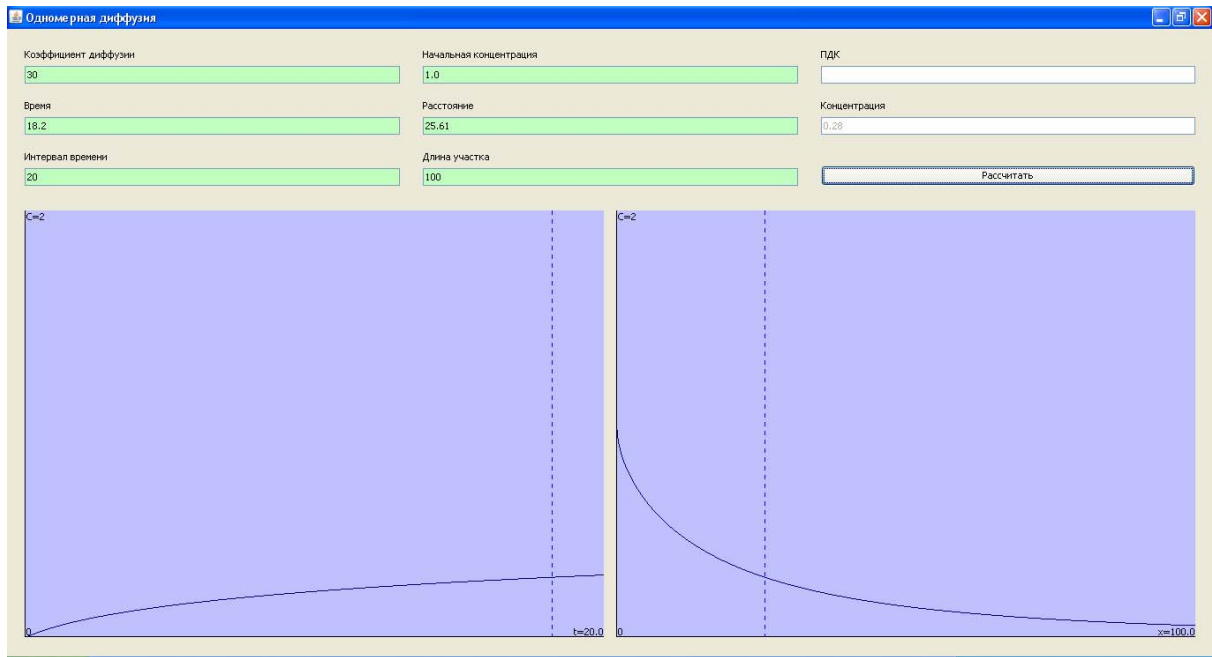 Одномерная диффузия
Коэффициент диффузии
Начальная концентрация
ПДК
30
1.0
Время
Расстояние
Концентрация
18.2
25.61
0.28
Интервал времени
Длина участка
20
100
Рассчитать
C=2
C=2
0
t=20.0
0
x=100.0